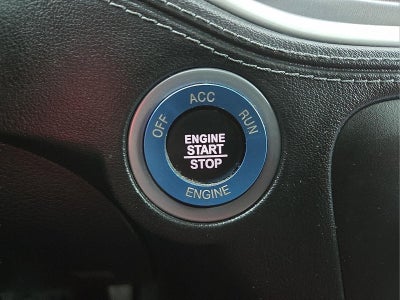 OFF ACC RUN
ENGINE
START
STOP
ENGINE